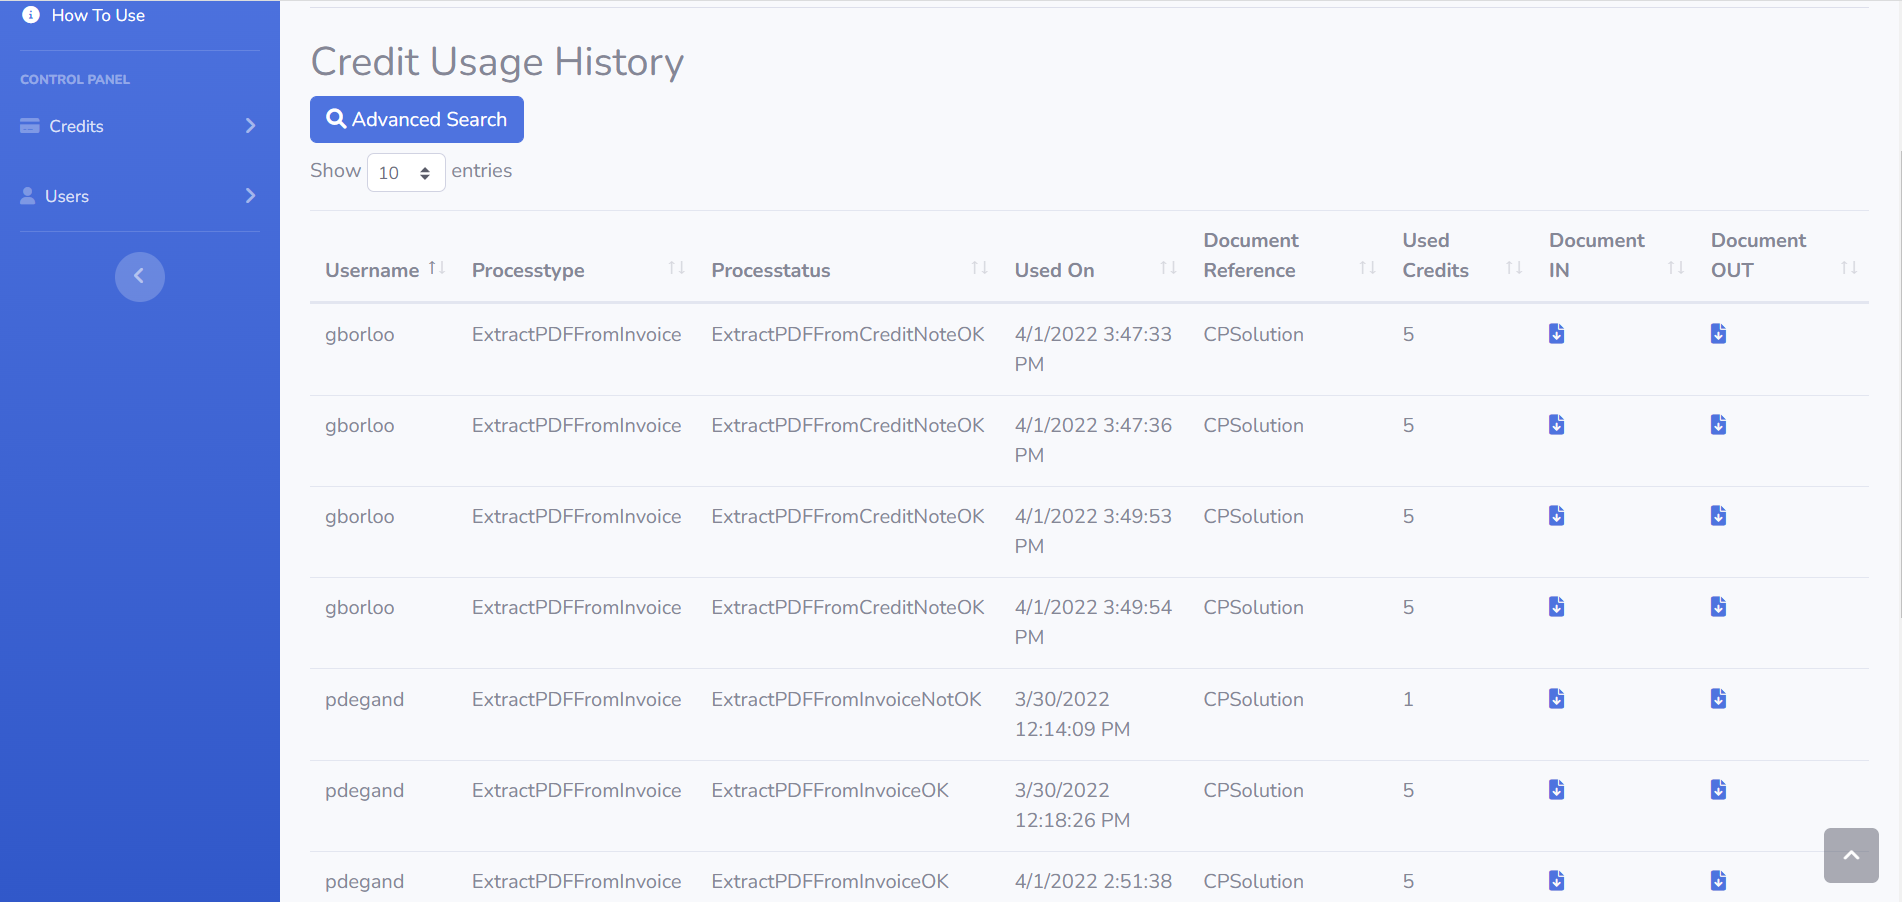 How To Use
CONTROL PANEL
Credits
Users
Credit Usage History
Advanced Search
Show 10 entries
Username Processtype Processtatus Used On Document Reference Used Credits Document IN Document OUT
gborloo ExtractPDFFromInvoice ExtractPDFFromCreditNoteOK 4/1/2022 3:47:33 PM CPSolution 5
gborloo ExtractPDFFromInvoice ExtractPDFFromCreditNoteOK 4/1/2022 3:47:36 PM CPSolution 5
gborloo ExtractPDFFromInvoice ExtractPDFFromCreditNoteOK 4/1/2022 3:49:53 PM CPSolution 5
gborloo ExtractPDFFromInvoice ExtractPDFFromCreditNoteOK 4/1/2022 3:49:54 PM CPSolution 5
pdegand ExtractPDFFromInvoice ExtractPDFFromInvoiceNotOK 3/30/2022 12:14:09 PM CPSolution 1
pdegand ExtractPDFFromInvoice ExtractPDFFromInvoiceOK 3/30/2022 12:18:26 PM CPSolution 5
pdegand ExtractPDFFromInvoice ExtractPDFFromInvoiceOK 4/1/2022 2:51:38 CPSolution 5